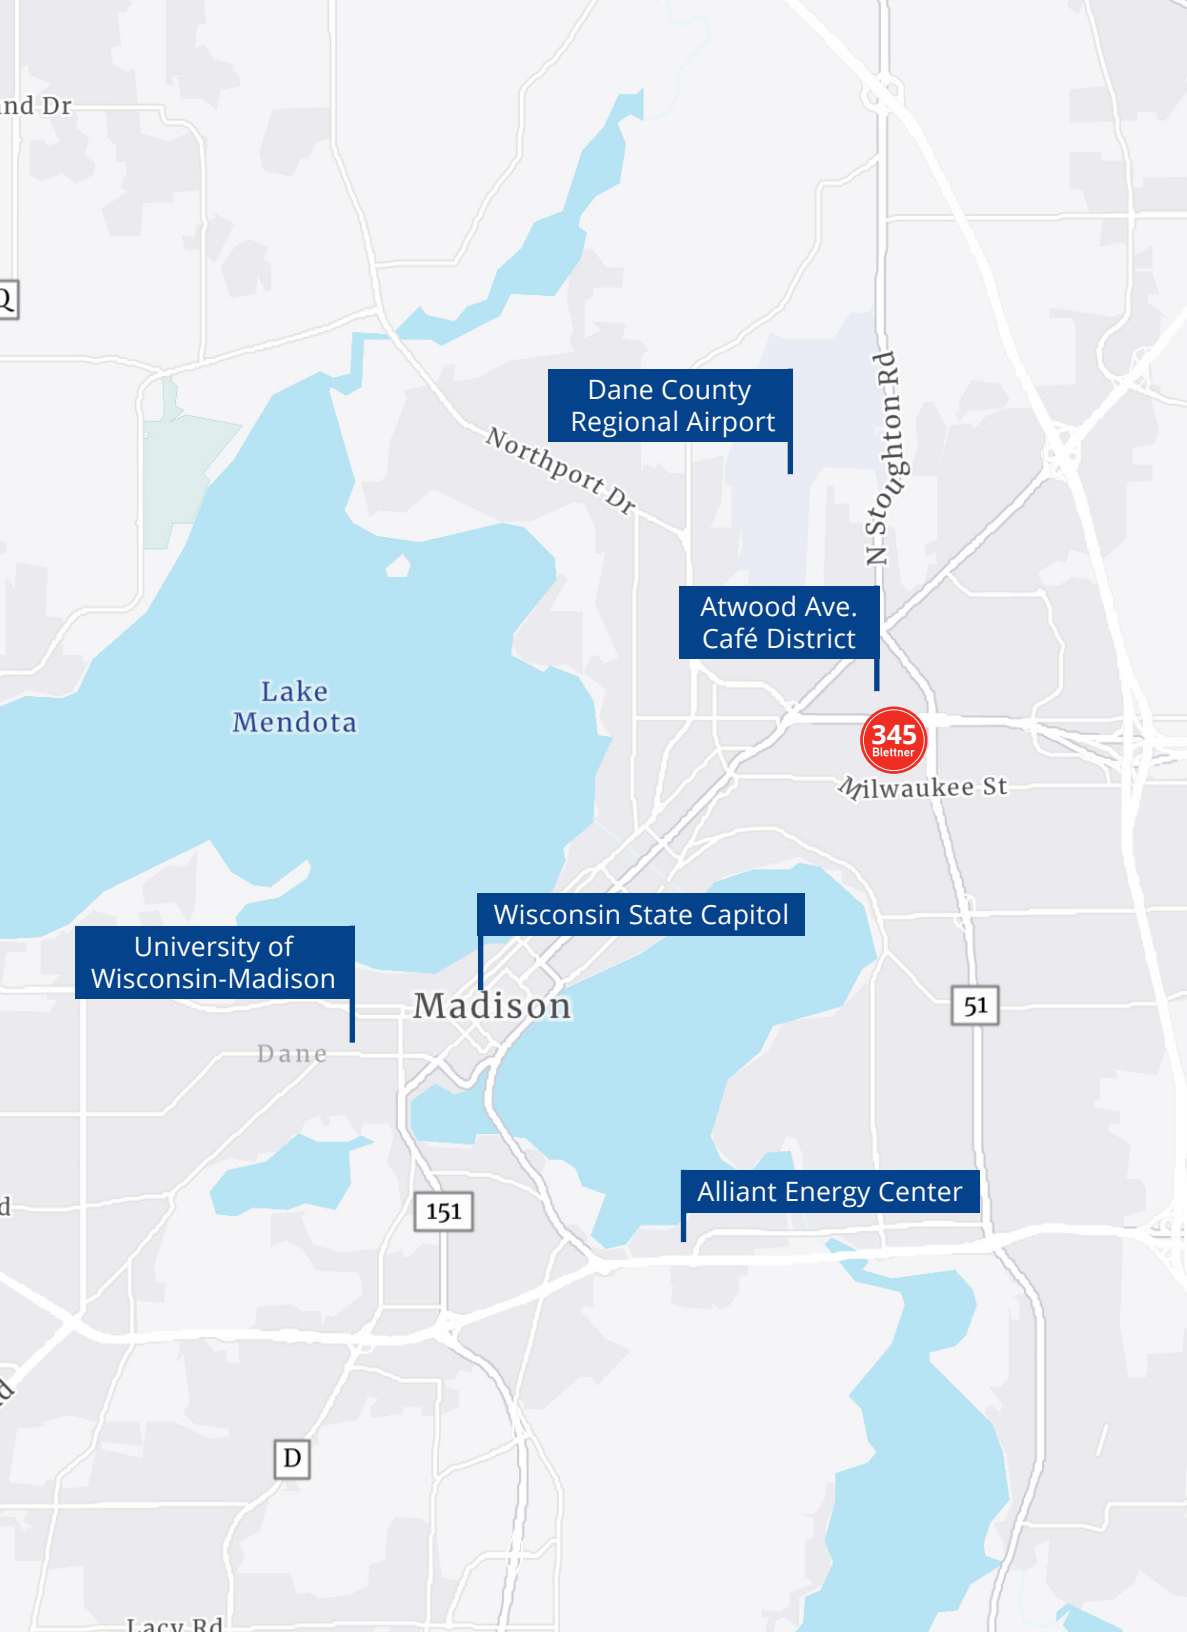 nd Dr
Q
Dane County
Regional Airport
N Stoughton Rd
Northport Dr
Atwood Ave.
Café District
Lake
Mendota
345
Blettner
Milwaukee St
Wisconsin State Capitol
University of
Wisconsin-Madison
Madison
51
Dane
Alliant Energy Center
d
151
d
D
Lacy Rd